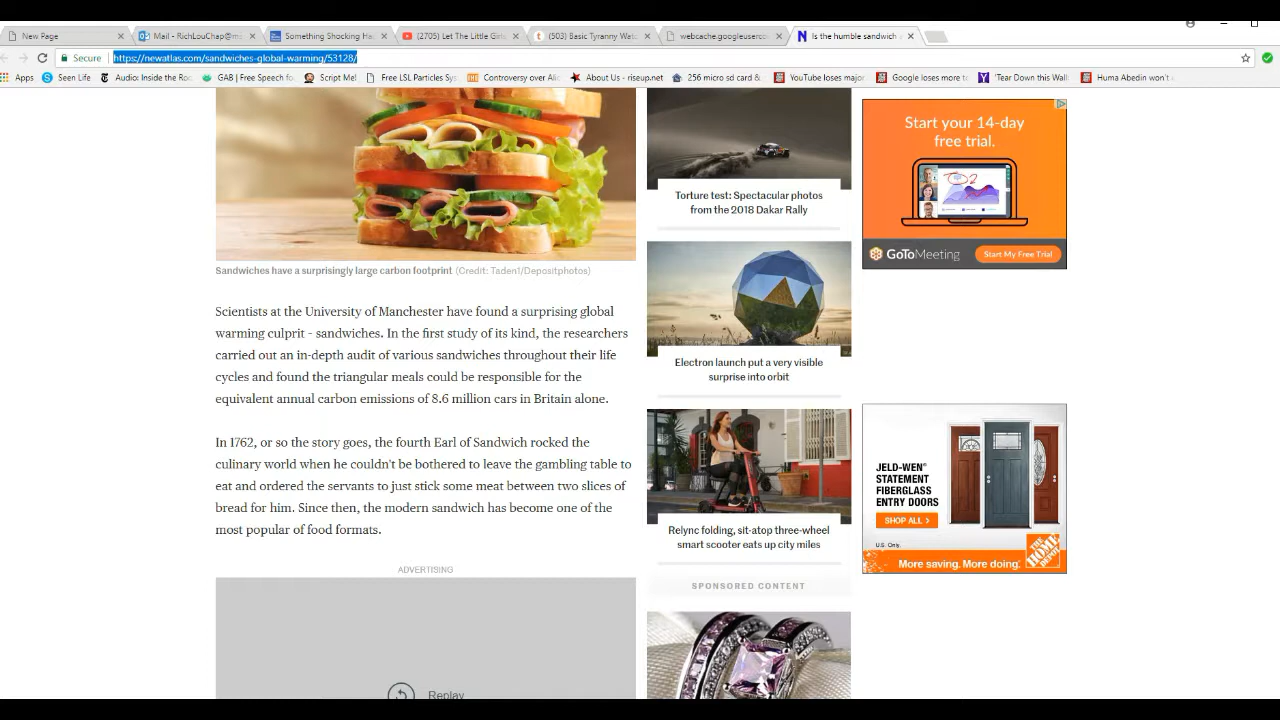 New Page
Mail - RichLouChap@m
Something Shocking Ha
(2705) Let The Little Sim
(503) Basic Tyranny Wat
webcache.googleuserco
Is the humble sandwich
Secure
https://newatlas.com/sandwiches-global-warming/53128/
Apps
Seen Life
Audio: Inside the Ro
GAB | Free Speech fo
Script Me!
Free LSL Particles Sys
Controversy over Alie
About Us - riseup.net
256 micro sd card &
YouTube loses major
Google loses more to
'Tear Down this Wall
Huma Abedin won't
Sandwiches have a surprisingly large carbon footprint (Credit: Taden1/Depositphotos)
Scientists at the University of Manchester have found a surprising global
warming culprit - sandwiches. In the first study of its kind, the researchers
carried out an in-depth audit of various sandwiches throughout their life
cycles and found the triangular meals could be responsible for the
equivalent annual carbon emissions of 8.6 million cars in Britain alone.
In 1762, or so the story goes, the fourth Earl of Sandwich rocked the
culinary world when he couldn't be bothered to leave the gambling table to
eat and ordered the servants to just stick some meat between two slices of
bread for him. Since then, the modern sandwich has become one of the
most popular of food formats.
ADVERTISING
Replay
Torture test: Spectacular photos
from the 2018 Dakar Rally
Electron launch put a very visible
surprise into orbit
Relync folding, sit-atop three-wheel
smart scooter eats up city miles
SPONSORED CONTENT
Start your 14-day
free trial.
GoToMeeting
Start My Free Trial
JELD-WEN®
STATEMENT
FIBERGLASS
ENTRY DOORS
SHOP ALL >
U.S. Only.
THE HOME DEPOT
More saving. More doing.